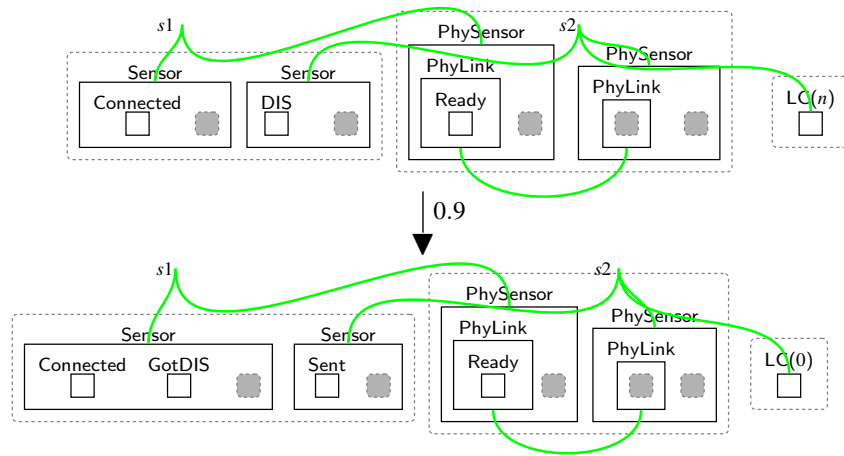 s1
s2
PhySensor
PhySensor
Sensor
Sensor
PhyLink
PhyLink
LC(n)
Connected
DIS
Ready
0.9
s1
s2
PhySensor
PhySensor
Sensor
Sensor
PhyLink
PhyLink
LC(0)
Connected
GotDIS
Sent
Ready